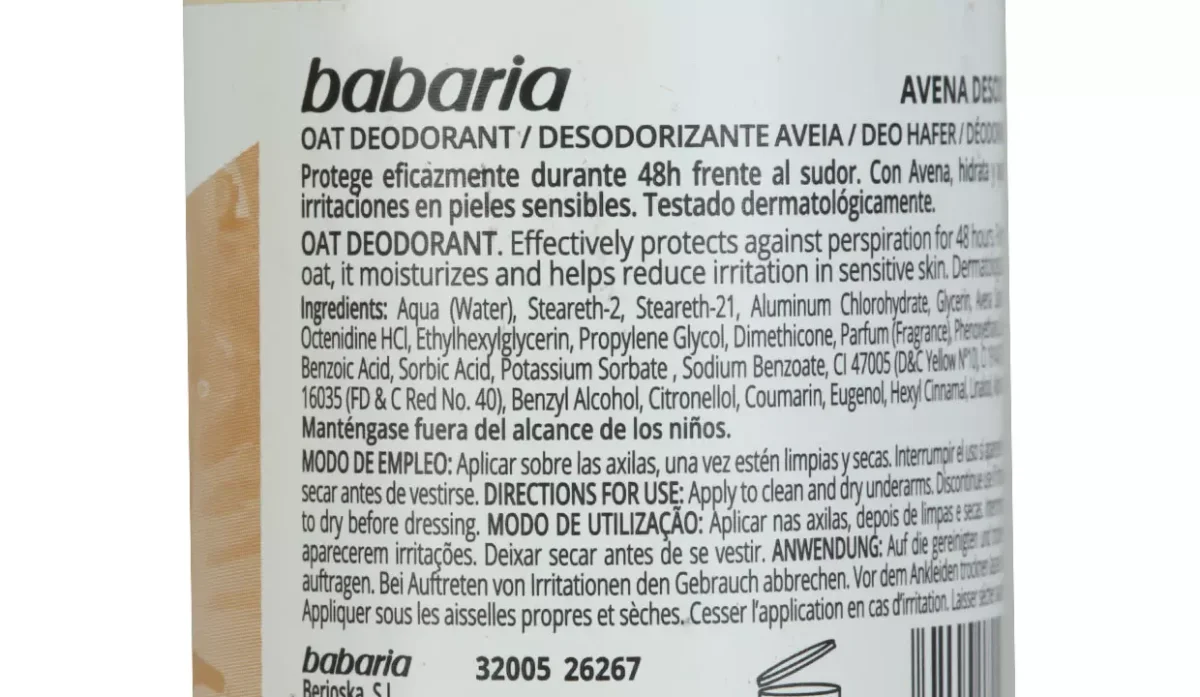 babaria
AVENA
OAT DEODORANT / DESODORIZANTE AVEIA / DEO HAFER /
Protege eficazmente durante 48h frente al sudor. Con Avena, hidrata y
irritaciones en pieles sensibles. Testado dermatológicamente.
OAT DEODORANT. Effectively protects against perspiration for 48 hours.
oat, it moisturizes and helps reduce irritation in sensitive skin.
Ingredients: Aqua (Water), Steareth-2, Steareth-21, Aluminum Chlorohydrate, Glycerin, Avena
Octenidine HCl, Ethylhexylglycerin, Propylene Glycol, Dimethicone, Parfum (Fragrance),
Benzoic Acid, Sorbic Acid, Potassium Sorbate , Sodium Benzoate, CI 47005 (D&C Yellow Nº10),
16035 (FD & C Red No. 40), Benzyl Alcohol, Citronellol, Coumarin, Eugenol, Hexyl Cinnamal,
Manténgase fuera del alcance de los niños.
MODO DE EMPLEO: Aplicar sobre las axilas, una vez estén limpias y secas. Interrumpir el uso si
secar antes de vestirse. DIRECTIONS FOR USE: Apply to clean and dry underarms. Discontinue use
to dry before dressing. MODO DE UTILIZAÇÃO: Aplicar nas axilas, depois de limpas e secas.
aparecerem irritações. Deixar secar antes de se vestir. ANWENDUNG: Auf die gereinigten und
auftragen. Bei Auftreten von Irritationen den Gebrauch abbrechen. Vor dem Ankleiden trocknen
Appliquer sous les aisselles propres et sèches. Cesser l'application en cas d'irritation. Laisser sécher
babaria 32005 26267
Berioska, S.L.